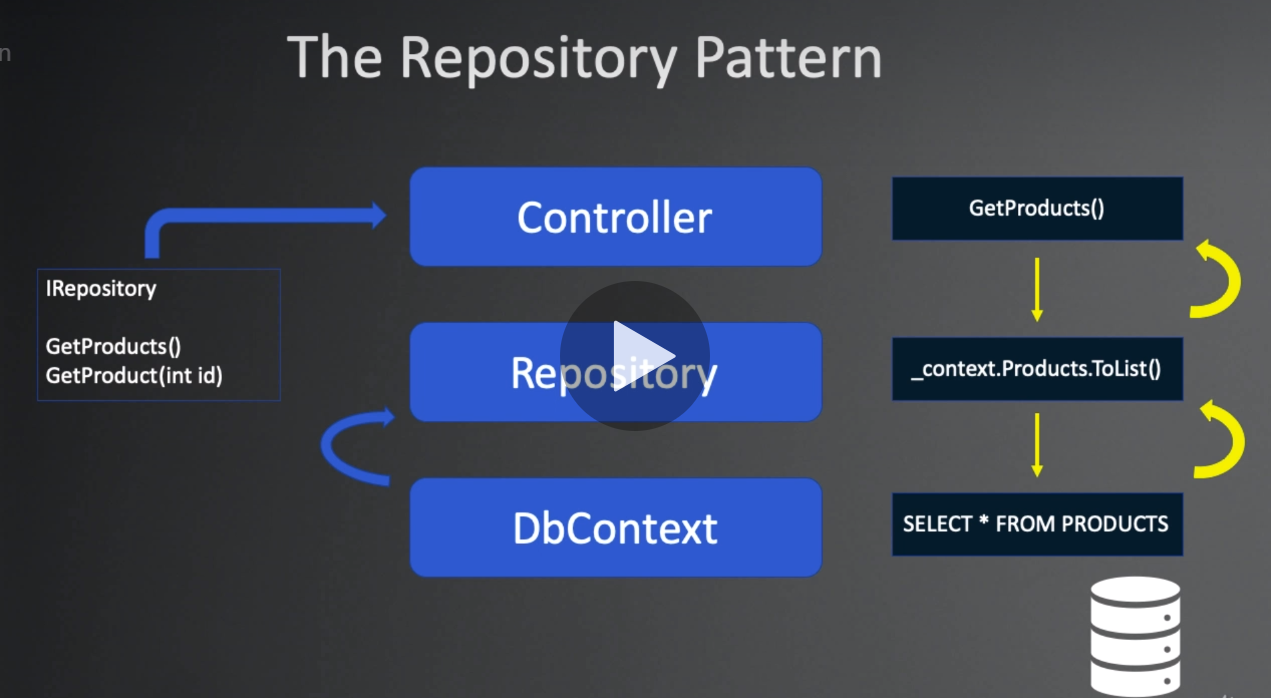 The Repository Pattern
Controller
GetProducts()
IRepository
GetProducts()
GetProduct(int id)
Repository
_context.Products.ToList()
DbContext
SELECT * FROM PRODUCTS